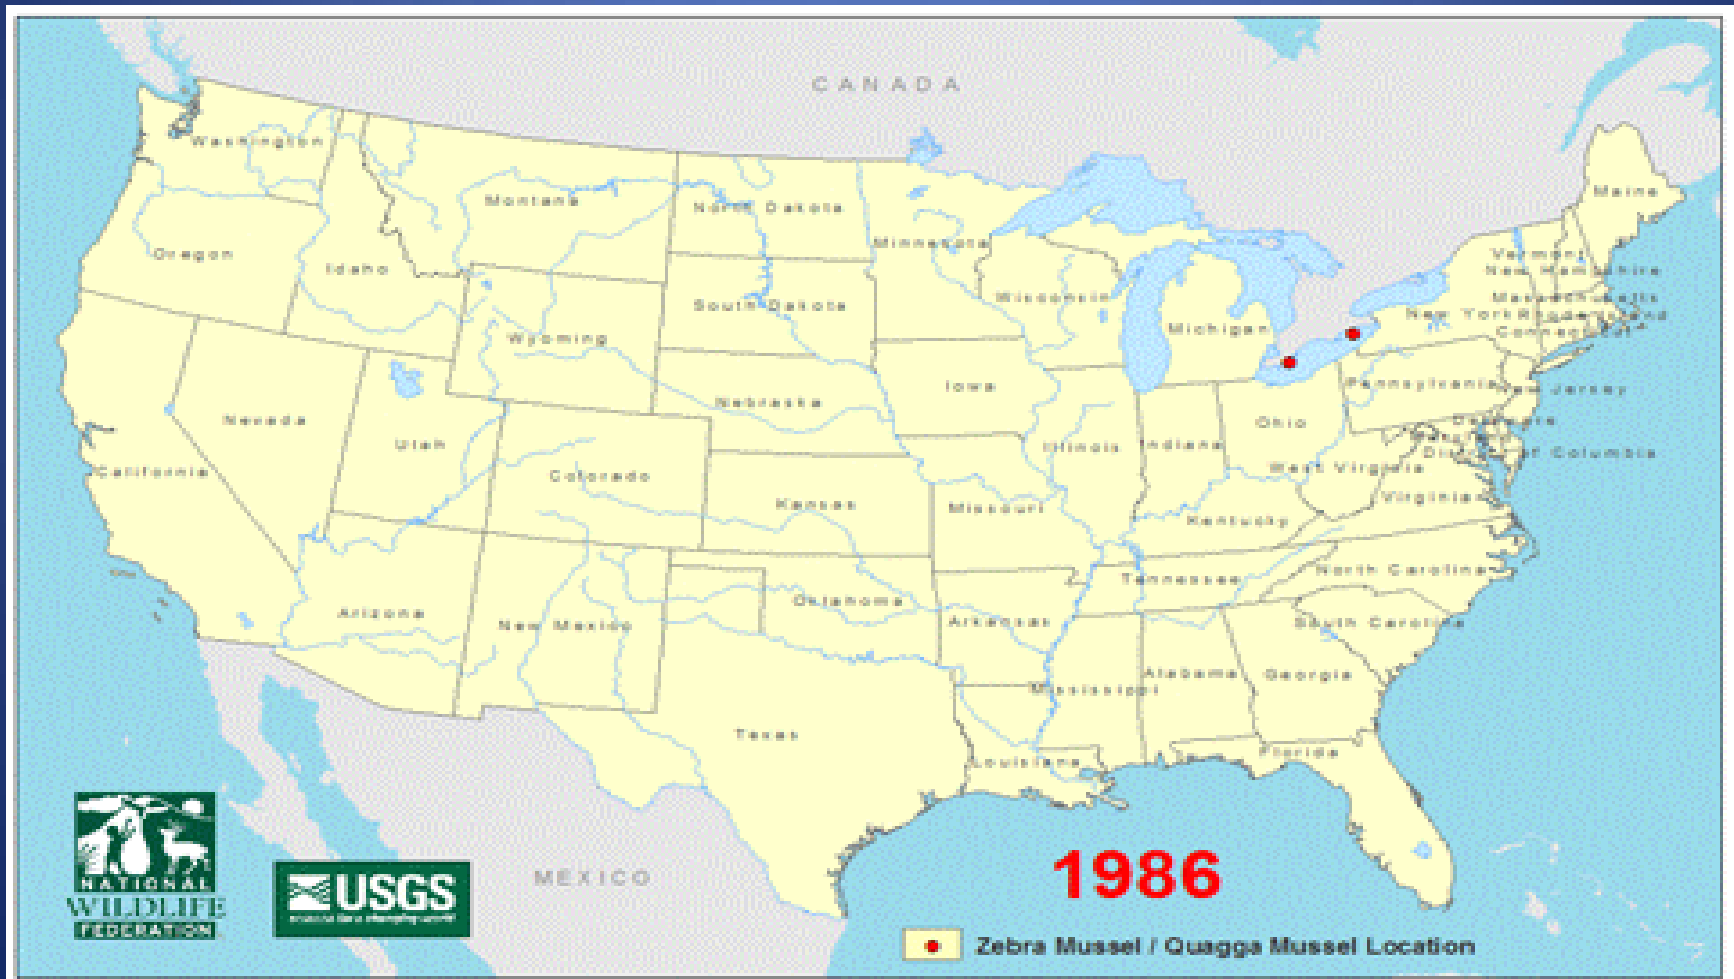 CANADA
Washington
Montana
North Dakota
Minnesota
Maine
Oregon
Idaho
Vermont
New Hampshire
South Dakota
Wisconsin
Michigan
Massachusetts
New York Rhode Island
Connecticut
Wyoming
Iowa
Nebraska
Pennsylvania
New Jersey
Nevada
Utah
Ohio
Delaware
Maryland
Illinois
Indiana
District of Columbia
California
Colorado
West Virginia
Kansas
Missouri
Virginia
Kentucky
Arizona
New Mexico
Oklahoma
Tennessee
North Carolina
Arkansas
South Carolina
Mississippi
Alabama
Georgia
Texas
Louisiana
Florida
NATIONAL
WILDLIFE
FEDERATION
USGS
MEXICO
1986
Zebra Mussel / Quagga Mussel Location